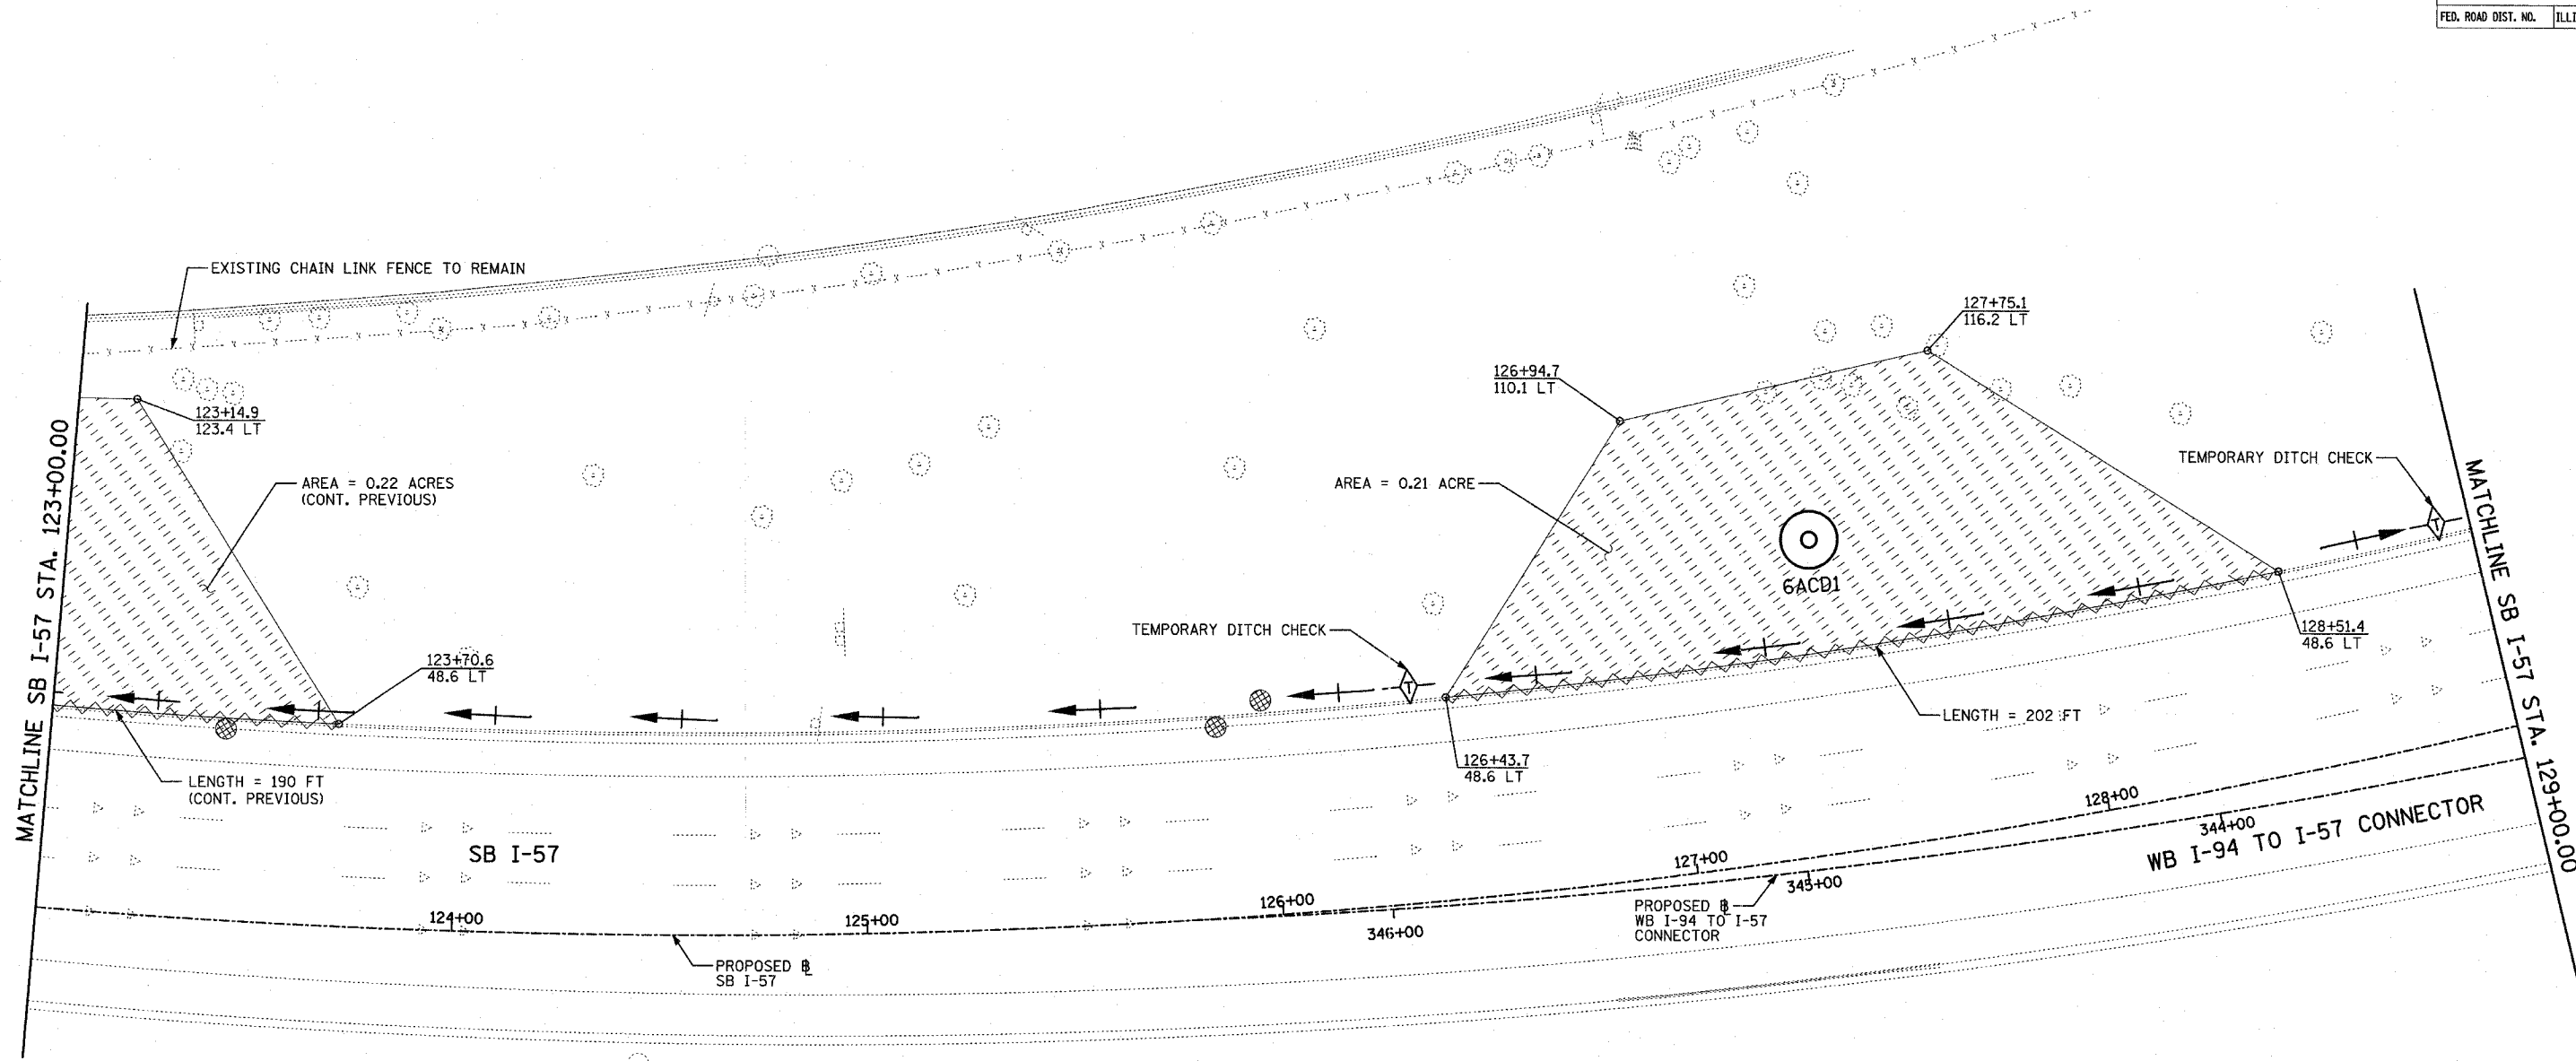 FED. ROAD DIST. NO. ILLI
EXISTING CHAIN LINK FENCE TO REMAIN
127+75.1
116.2 LT
126+94.7
110.1 LT
123+14.9
123.4 LT
TEMPORARY DITCH CHECK
AREA = 0.22 ACRES
(CONT. PREVIOUS)
AREA = 0.21 ACRE
6ACD1
MATCHLINE SB I-57 STA. 123+00.00
MATCHLINE SB I-57 STA. 129+00.00
TEMPORARY DITCH CHECK
T
T
128+51.4
48.6 LT
123+70.6
48.6 LT
LENGTH = 202 FT
126+43.7
48.6 LT
LENGTH = 190 FT
(CONT. PREVIOUS)
128+00
344+00
WB I-94 TO I-57 CONNECTOR
SB I-57
127+00
345+00
126+00
346+00
124+00
125+00
PROPOSED B
WB I-94 TO I-57
CONNECTOR
PROPOSED B
SB I-57